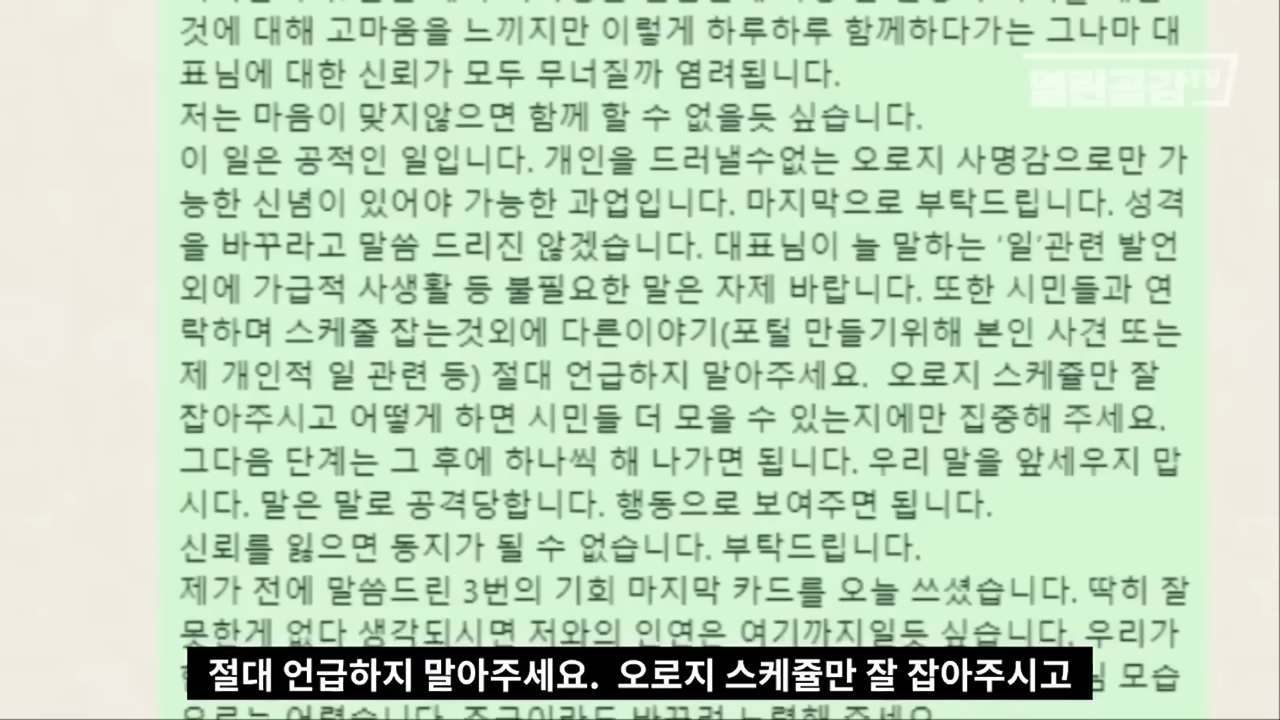 것에 대해 고마움을 느끼지만 이렇게 하루하루 함께하다가는 그나마 대
표님에 대한 신뢰가 모두 무너질까 염려됩니다.
열린공감TV
저는 마음이 맞지않으면 함께 할 수 없을듯 싶습니다.
이 일은 공적인 일입니다. 개인을 드러낼수없는 오로지 사명감으로만 가
능한 신념이 있어야 가능한 과업입니다. 마지막으로 부탁드립니다. 성격
을 바꾸라고 말씀 드리진 않겠습니다. 대표님이 늘 말하는 '일'관련 발언
외에 가급적 사생활 등 불필요한 말은 자제 바랍니다. 또한 시민들과 연
락하며 스케줄 잡는것외에 다른이야기(포털 만들기위해 본인 사견 또는
제 개인적 일 관련 등) 절대 언급하지 말아주세요. 오로지 스케쥴만 잘
잡아주시고 어떻게 하면 시민들 더 모을 수 있는지에만 집중해 주세요.
그다음 단계는 그 후에 하나씩 해 나가면 됩니다. 우리 말을 앞세우지 맙
시다. 말은 말로 공격당합니다. 행동으로 보여주면 됩니다.
신뢰를 잃으면 동지가 될 수 없습니다. 부탁드립니다.
제가 전에 말씀드린 3번의 기회 마지막 카드를 오늘 쓰셨습니다. 딱히 잘
못한게 없다 생각되시면 저와의 인연은 여기까지일듯 싶습니다. 우리가
모습
절대 언급하지 말아주세요. 오로지 스케쥴만 잘 잡아주시고